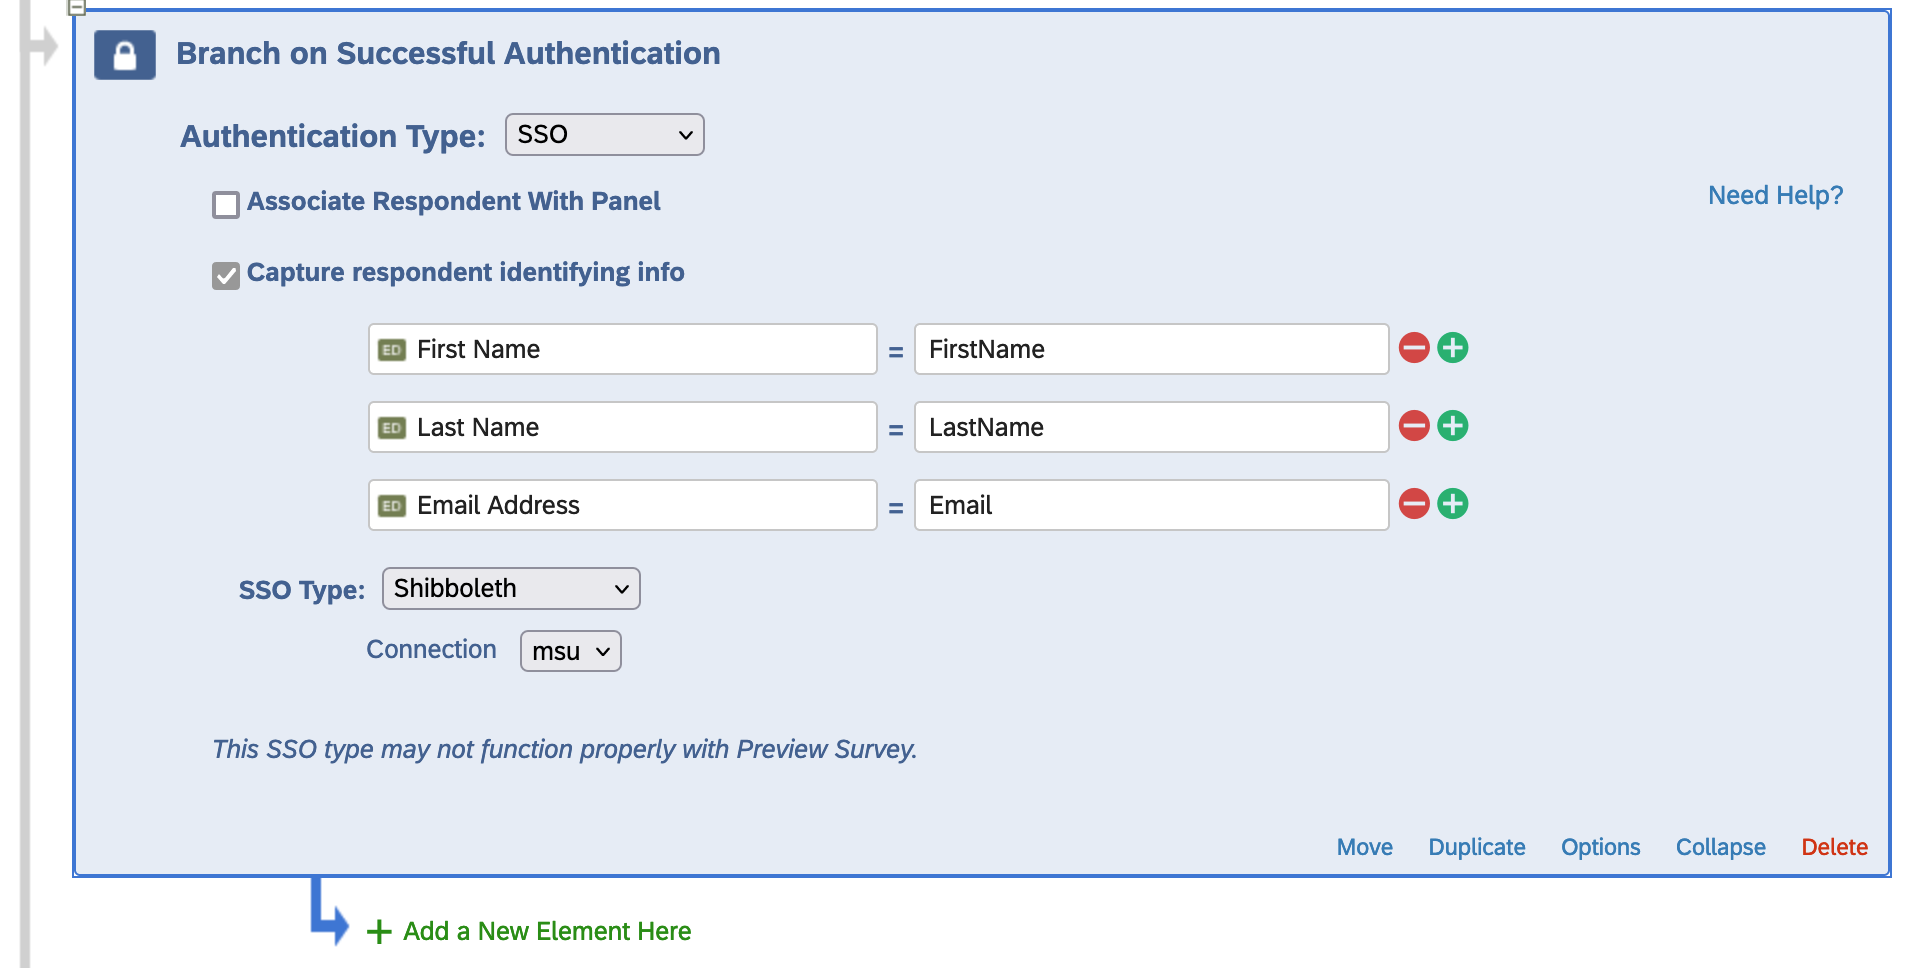 Branch on Successful Authentication
Authentication Type: SSO
Associate Respondent With Panel
Need Help?
Capture respondent identifying info
ED First Name = FirstName
ED Last Name = LastName
ED Email Address = Email
SSO Type: Shibboleth
Connection msu
This SSO type may not function properly with Preview Survey.
Move Duplicate Options Collapse Delete
+ Add a New Element Here